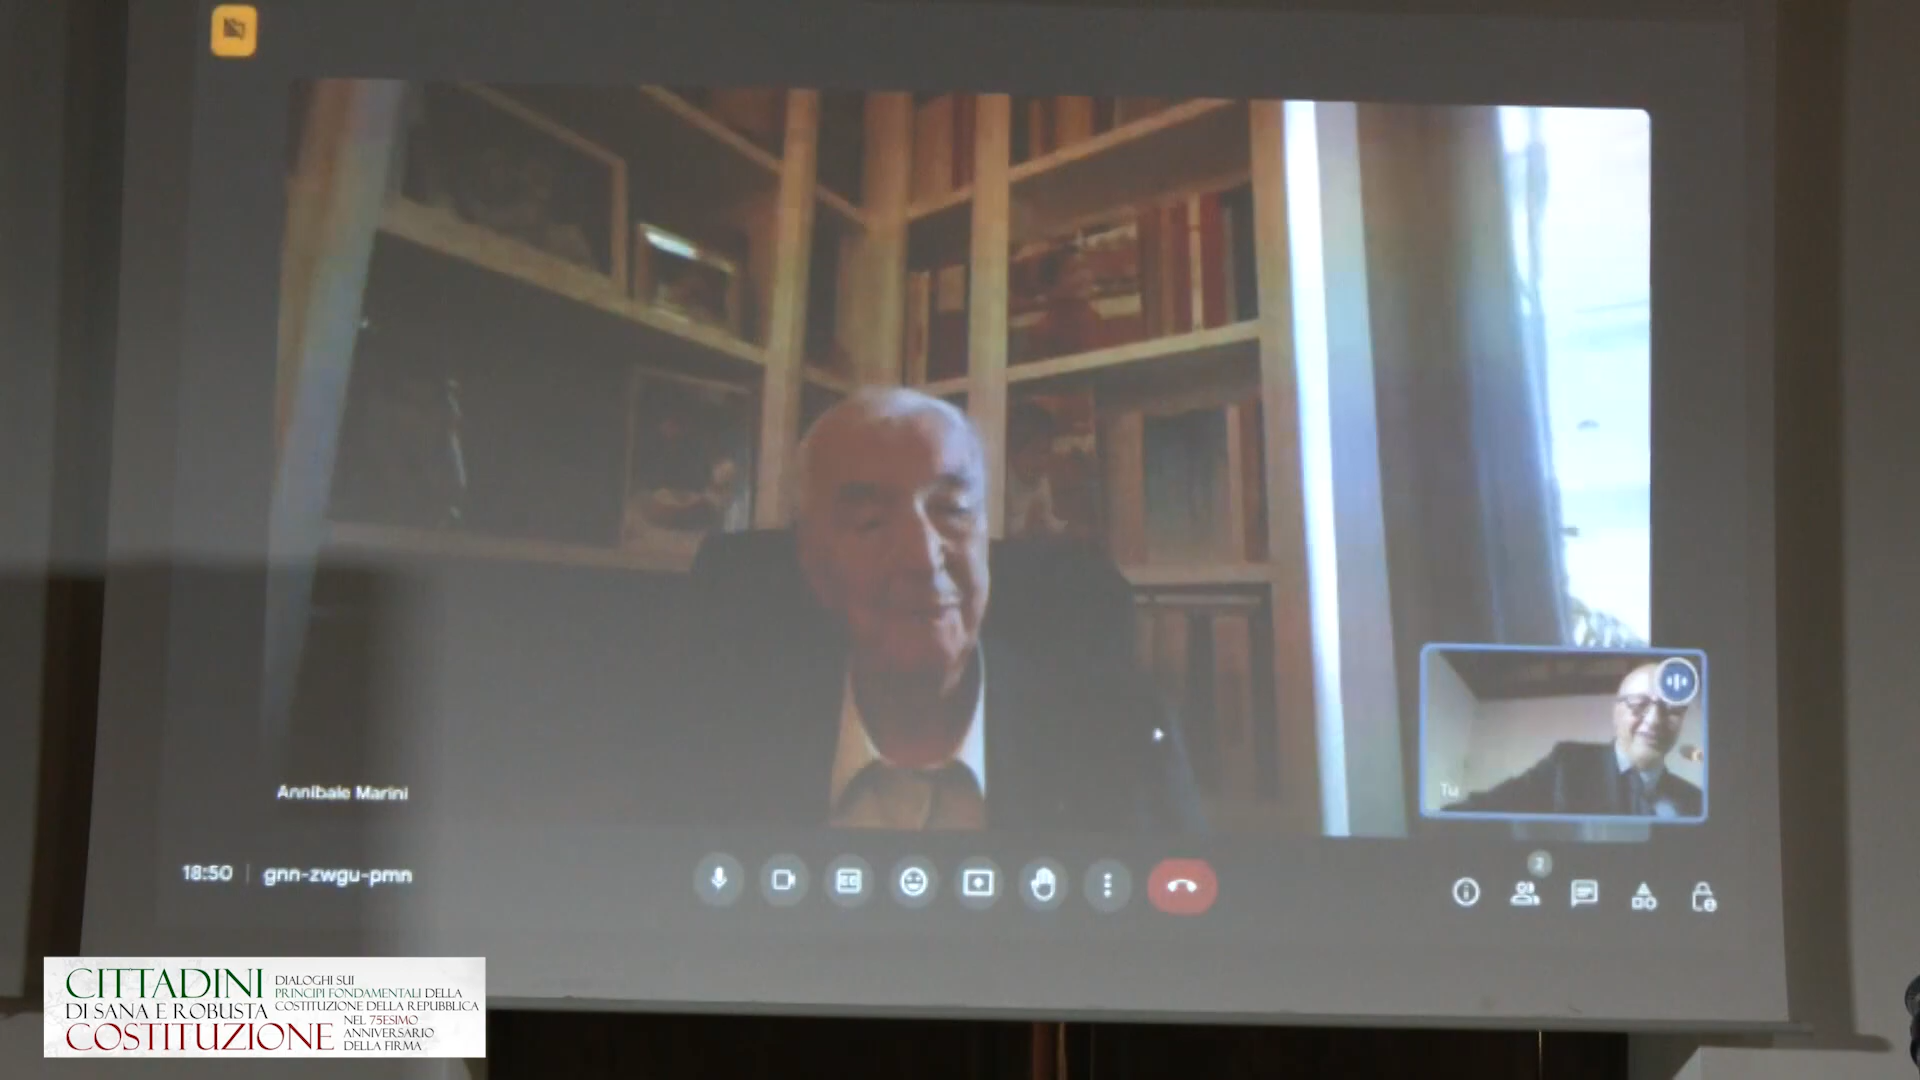 Annibale Marini
Tu
18:50 | gnn-zwgu-pmn
2
CITTADINI
DI SANA E ROBUSTA
COSTITUZIONE
DIALOGHI SUI
PRINCIPI FONDAMENTALI DELLA
COSTITUZIONE DELLA REPUBBLICA
NEL 75ESIMO
ANNIVERSARIO
DELLA FIRMA